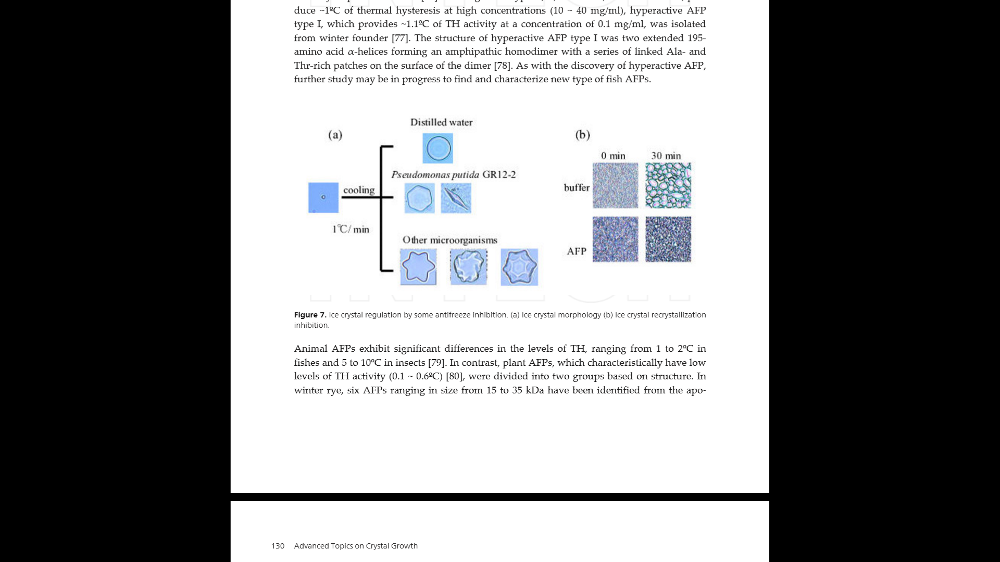 duce ~1ºC of thermal hysteresis at high concentrations (10 ~ 40 mg/ml), hyperactive AFP
type I, which provides ~1.1ºC of TH activity at a concentration of 0.1 mg/ml, was isolated
from winter founder [77]. The structure of hyperactive AFP type I was two extended 195-
amino acid α-helices forming an amphipathic homodimer with a series of linked Ala- and
Thr-rich patches on the surface of the dimer [78]. As with the discovery of hyperactive AFP,
further study may be in progress to find and characterize new type of fish AFPs.
(a)
Distilled water
Pseudomonas putida GR12-2
cooling
1℃/ min
Other microorganisms
(b)
0 min 30 min
buffer
AFP
Figure 7. Ice crystal regulation by some antifreeze inhibition. (a) Ice crystal morphology (b) Ice crystal recrystallization
inhibition.
Animal AFPs exhibit significant differences in the levels of TH, ranging from 1 to 2ºC in
fishes and 5 to 10ºC in insects [79]. In contrast, plant AFPs, which characteristically have low
levels of TH activity (0.1 ~ 0.6ºC) [80], were divided into two groups based on structure. In
winter rye, six AFPs ranging in size from 15 to 35 kDa have been identified from the apo-
130 Advanced Topics on Crystal Growth